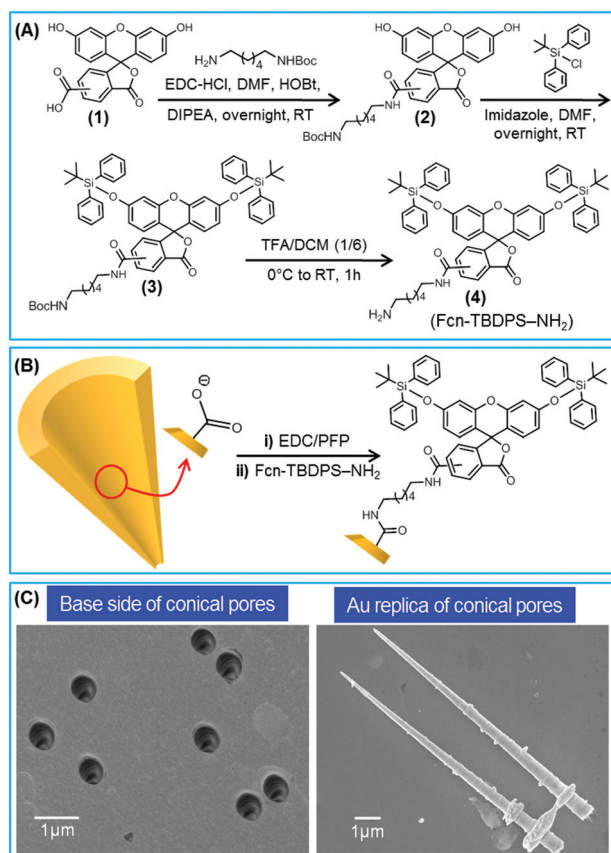 (A)
HO O OH
O
HO O O
(1)
H2N NHBoc
4
EDC-HCl, DMF, HOBt,
DIPEA, overnight, RT
HO O OH
O NH O O
4
BocHN
(2)
Si
Cl
Imidazole, DMF,
overnight, RT
Si O O O Si
O NH O O
4
BocHN
(3)
TFA/DCM (1/6)
0°C to RT, 1h
Si O O O Si
O NH O O
4
H2N
(4)
(Fcn-TBDPS–NH2)
(B)
O ⊖
O
i) EDC/PFP
ii) Fcn-TBDPS–NH2
Si O O O Si
O NH O O
4
HN
O
(C)
Base side of conical pores
Au replica of conical pores
1µm
1 µm